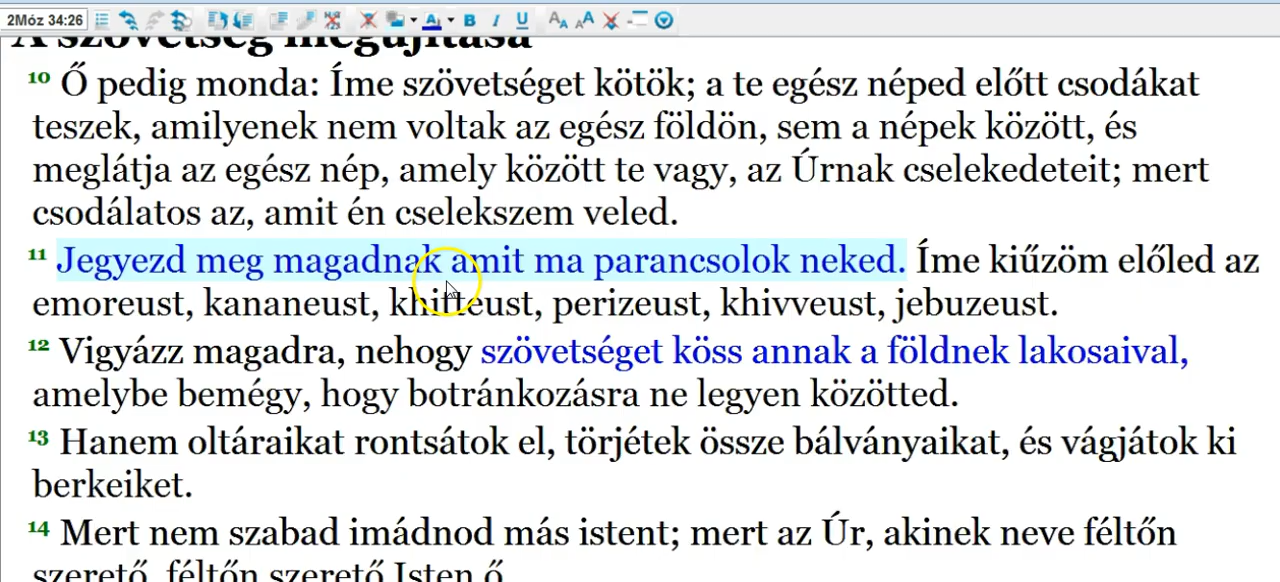 2Móz 34:26
A szövetség megújítása
10 Ő pedig monda: Íme szövetséget kötök; a te egész néped előtt csodákat
teszek, amilyenek nem voltak az egész földön, sem a népek között, és
meglátja az egész nép, amely között te vagy, az Úrnak cselekedeteit; mert
csodálatos az, amit én cselekszem veled.
11 Jegyezd meg magadnak amit ma parancsolok neked. Íme kiűzöm előled az
emoreust, kananeust, khitteust, perizeust, khivveust, jebuzeust.
12 Vigyázz magadra, nehogy szövetséget köss annak a földnek lakosaival,
amelybe bemégy, hogy botránkozásra ne legyen közötted.
13 Hanem oltáraikat rontsátok el, törjétek össze bálványaikat, és vágjátok ki
berkeiket.
14 Mert nem szabad imádnod más istent; mert az Úr, akinek neve féltőn
szerető, féltőn szerető Isten ő.